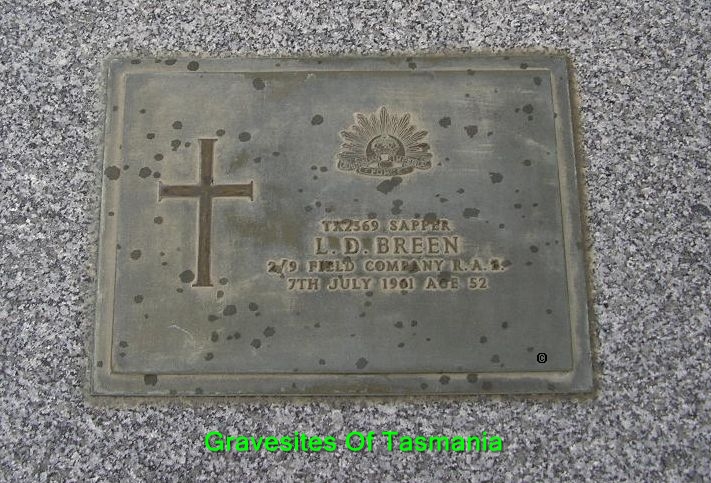 TX2569 SAPPER
L. D. BREEN
2/9 FIELD COMPANY R.A.E.
7TH JULY 1961 AGE 52
©
Gravesites Of Tasmania